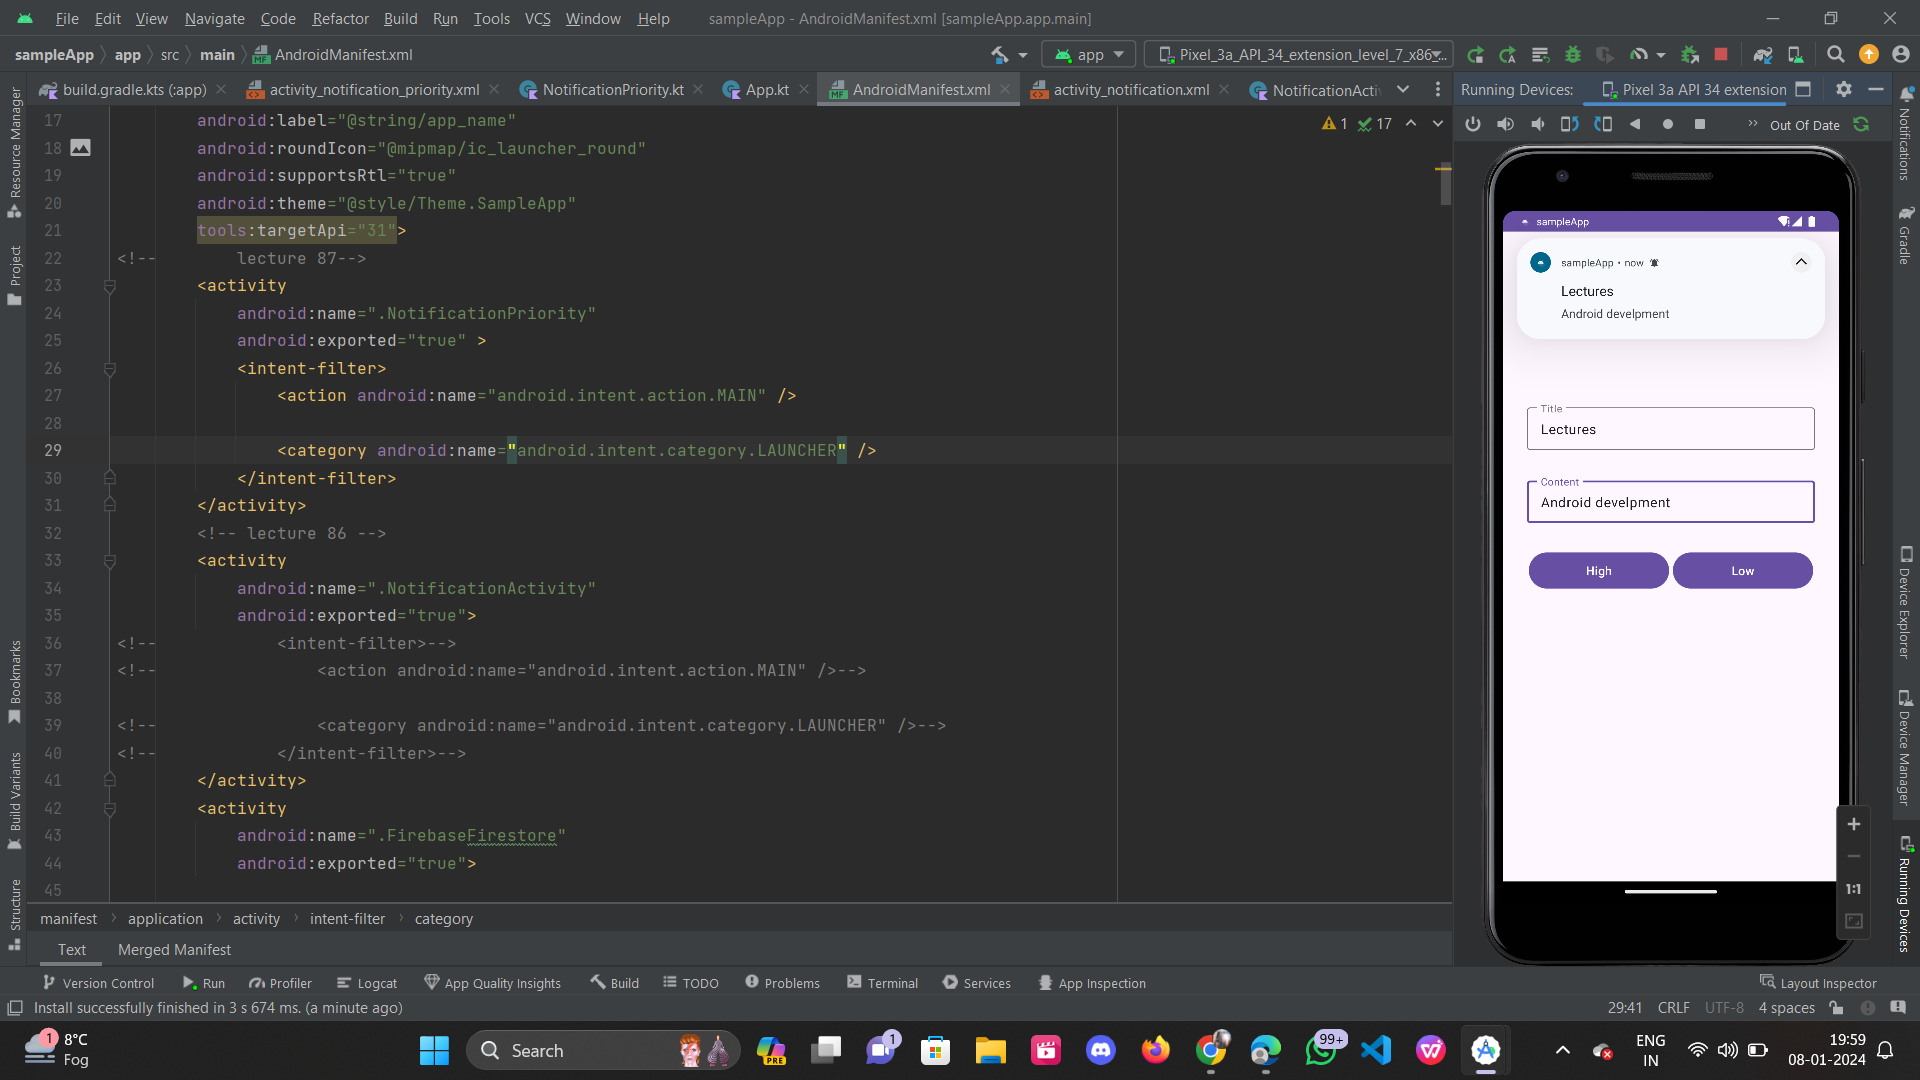 File Edit View Navigate Code Refactor Build Run Tools VCS Window Help sampleApp - AndroidManifest.xml [sampleApp.app.main]
sampleApp app src main AndroidManifest.xml app Pixel_3a_API_34_extension_level_7_x86...
build.gradle.kts (:app) activity_notification_priority.xml NotificationPriority.kt App.kt AndroidManifest.xml activity_notification.xml NotificationActi Running Devices: Pixel 3a API 34 extension
1 17
Out Of Date
17 android:label="@string/app_name"
18 android:roundIcon="@mipmap/ic_launcher_round"
19 android:supportsRtl="true"
20 android:theme="@style/Theme.SampleApp"
21 tools:targetApi="31">
22 <!-- lecture 87-->
23 <activity
24 android:name=".NotificationPriority"
25 android:exported="true" >
26 <intent-filter>
27 <action android:name="android.intent.action.MAIN" />
28
29 <category android:name="android.intent.category.LAUNCHER" />
30 </intent-filter>
31 </activity>
32 <!-- lecture 86 -->
33 <activity
34 android:name=".NotificationActivity"
35 android:exported="true">
36 <!-- <intent-filter>-->
37 <!-- <action android:name="android.intent.action.MAIN" />-->
38
39 <!-- <category android:name="android.intent.category.LAUNCHER" />-->
40 <!-- </intent-filter>-->
41 </activity>
42 <activity
43 android:name=".FirebaseFirestore"
44 android:exported="true">
45
manifest application activity intent-filter category
Text Merged Manifest
Resource Manager
Project
Bookmarks
Build Variants
Structure
sampleApp
sampleApp • now
Lectures
Android develpment
Title
Lectures
Content
Android develpment
High Low
1:1
Notifications
Gradle
Device Explorer
Device Manager
Running Devices
Version Control Run Profiler Logcat App Quality Insights Build TODO Problems Terminal Services App Inspection Layout Inspector
Install successfully finished in 3 s 674 ms. (a minute ago) 29:41 CRLF UTF-8 4 spaces
1 8°C
Fog
Search
PRE
1
99+
ENG
IN
19:59
08-01-2024